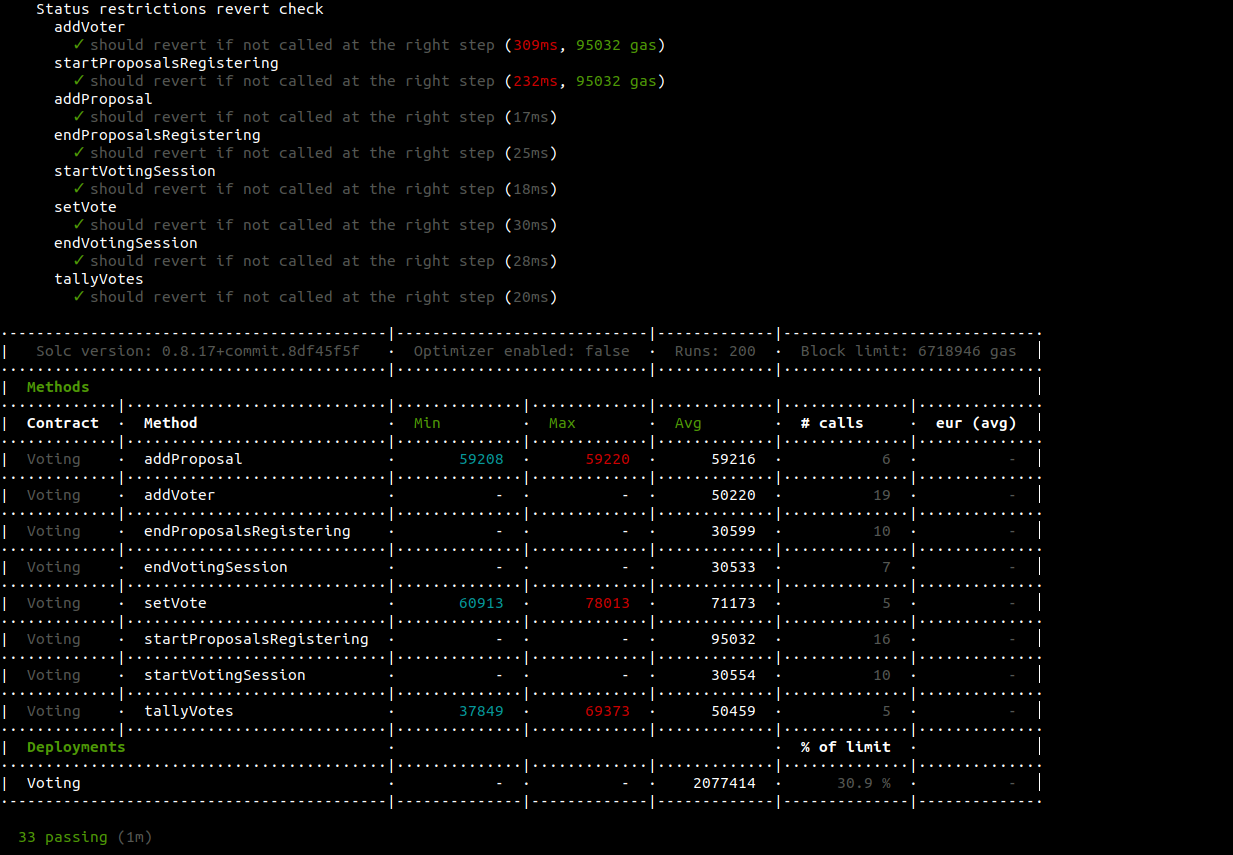 Status restrictions revert check
addVoter
✓ should revert if not called at the right step (309ms, 95032 gas)
startProposalsRegistering
✓ should revert if not called at the right step (232ms, 95032 gas)
addProposal
✓ should revert if not called at the right step (17ms)
endProposalsRegistering
✓ should revert if not called at the right step (25ms)
startVotingSession
✓ should revert if not called at the right step (18ms)
setVote
✓ should revert if not called at the right step (30ms)
endVotingSession
✓ should revert if not called at the right step (28ms)
tallyVotes
✓ should revert if not called at the right step (20ms)
| Solc version: 0.8.17+commit.8df45f5f · Optimizer enabled: false · Runs: 200 · Block limit: 6718946 gas |
| Methods |
| Contract · Method · Min · Max · Avg · # calls · eur (avg) |
| Voting · addProposal · 59208 · 59220 · 59216 · 6 · - |
| Voting · addVoter · - · - · 50220 · 19 · - |
| Voting · endProposalsRegistering · - · - · 30599 · 10 · - |
| Voting · endVotingSession · - · - · 30533 · 7 · - |
| Voting · setVote · 60913 · 78013 · 71173 · 5 · - |
| Voting · startProposalsRegistering · - · - · 95032 · 16 · - |
| Voting · startVotingSession · - · - · 30554 · 10 · - |
| Voting · tallyVotes · 37849 · 69373 · 50459 · 5 · - |
| Deployments · · % of limit · |
| Voting · - · - · 2077414 · 30.9 % · - |
33 passing (1m)